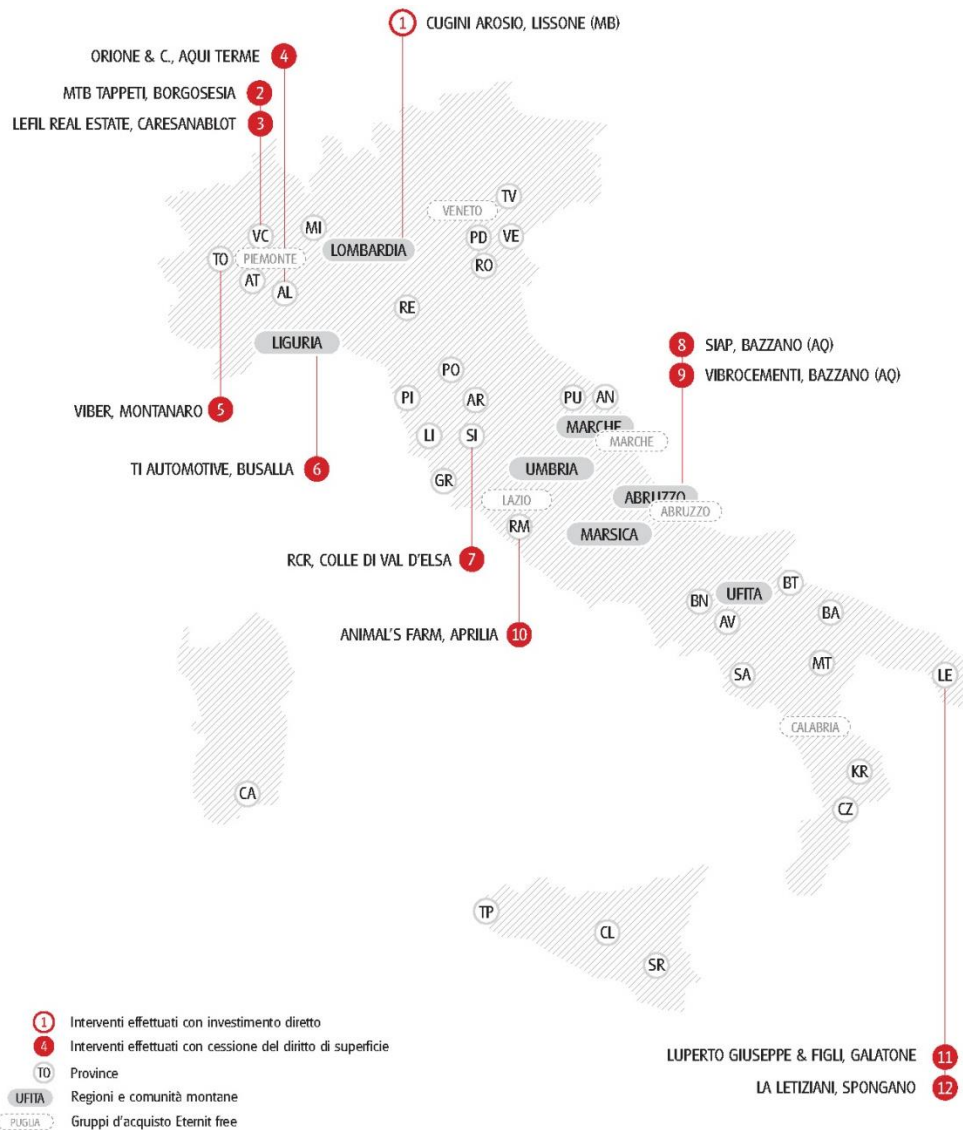 1 CUGINI AROSIO, LISSONE (MB)
ORIONE & C., AQUI TERME 4
MTB TAPPETI, BORGOSESIA 2
LEFIL REAL ESTATE, CARESANABLOT 3
TV
VENETO
VC
MI
PD
VE
LOMBARDIA
TO
PIEMONTE
RO
AT
AL
RE
LIGURIA
8 SIAP, BAZZANO (AQ)
PO
9 VIBROCEMENTI, BAZZANO (AQ)
PI
AR
PU
AN
VIBER, MONTANARO 5
MARCHE
MARCHE
LI
SI
TI AUTOMOTIVE, BUSALLA 6
UMBRIA
GR
LAZIO
ABRUZZO
ABRUZZO
RM
MARSICA
RCR, COLLE DI VAL D'ELSA 7
BT
UFITA
BN
BA
AV
ANIMAL'S FARM, APRILIA 10
MT
SA
LE
CALABRIA
KR
CA
CZ
TP
CL
SR
1 Interventi effettuati con investimento diretto
4 Interventi effettuati con cessione del diritto di superficie
TO Province
UFITA Regioni e comunità montane
PUGLIA Gruppi d'acquisto Eternit free
LUPERTO GIUSEPPE & FIGLI, GALATONE 11
LA LETIZIANI, SPONGANO 12